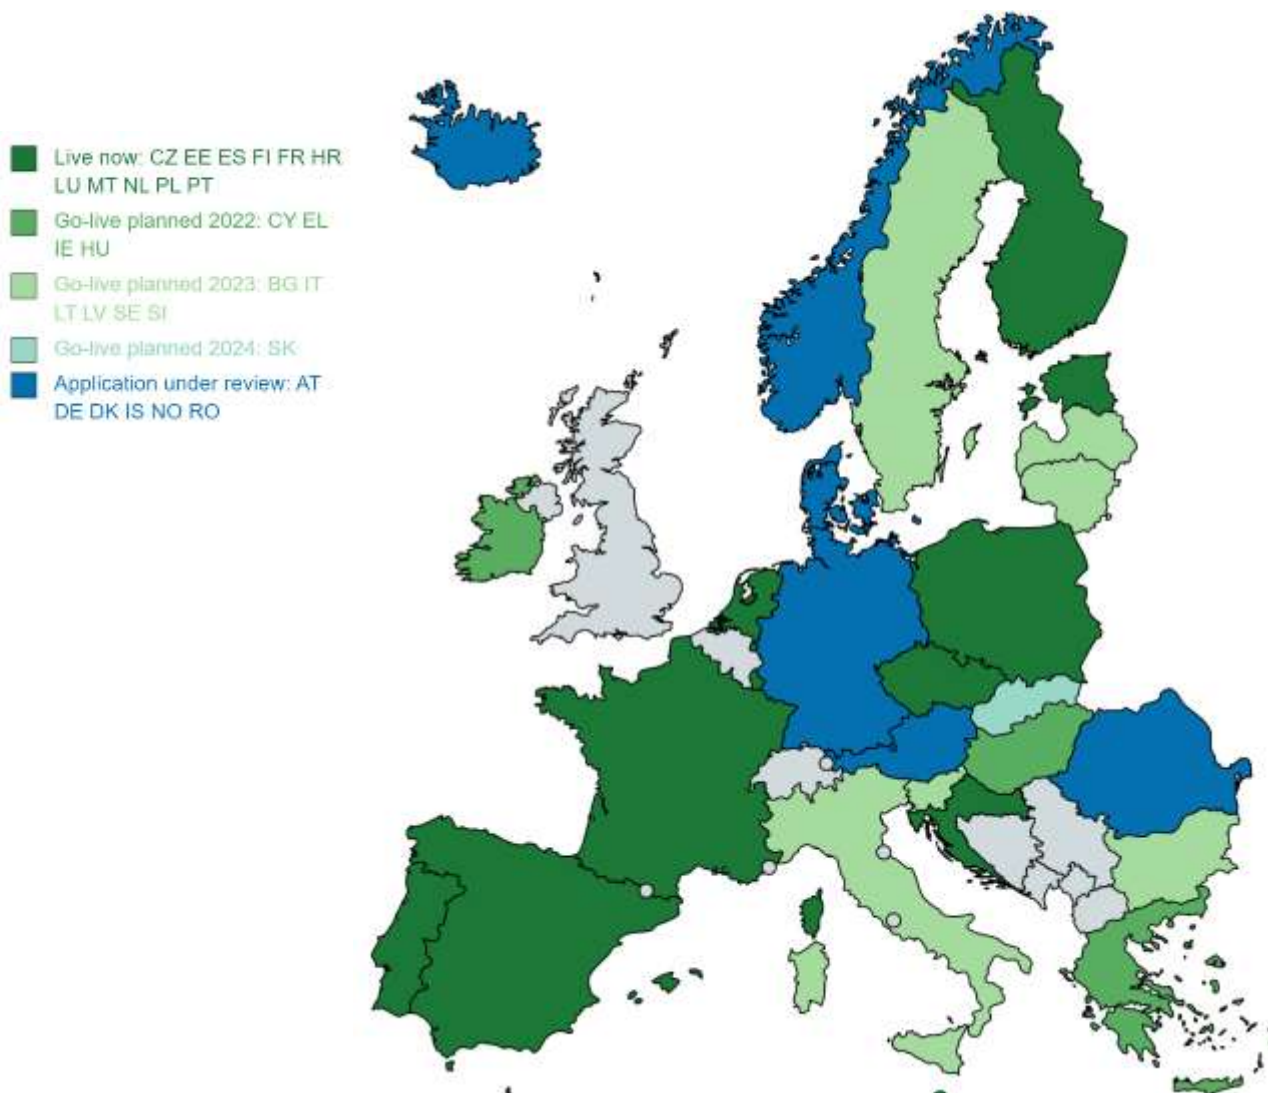 Live now: CZ EE ES FI FR HR
LU MT NL PL PT
Go-live planned 2022: CY EL
IE HU
Go-live planned 2023: BG IT
LT LV SE SI
Go-live planned 2024: SK
Application under review: AT
DE DK IS NO RO